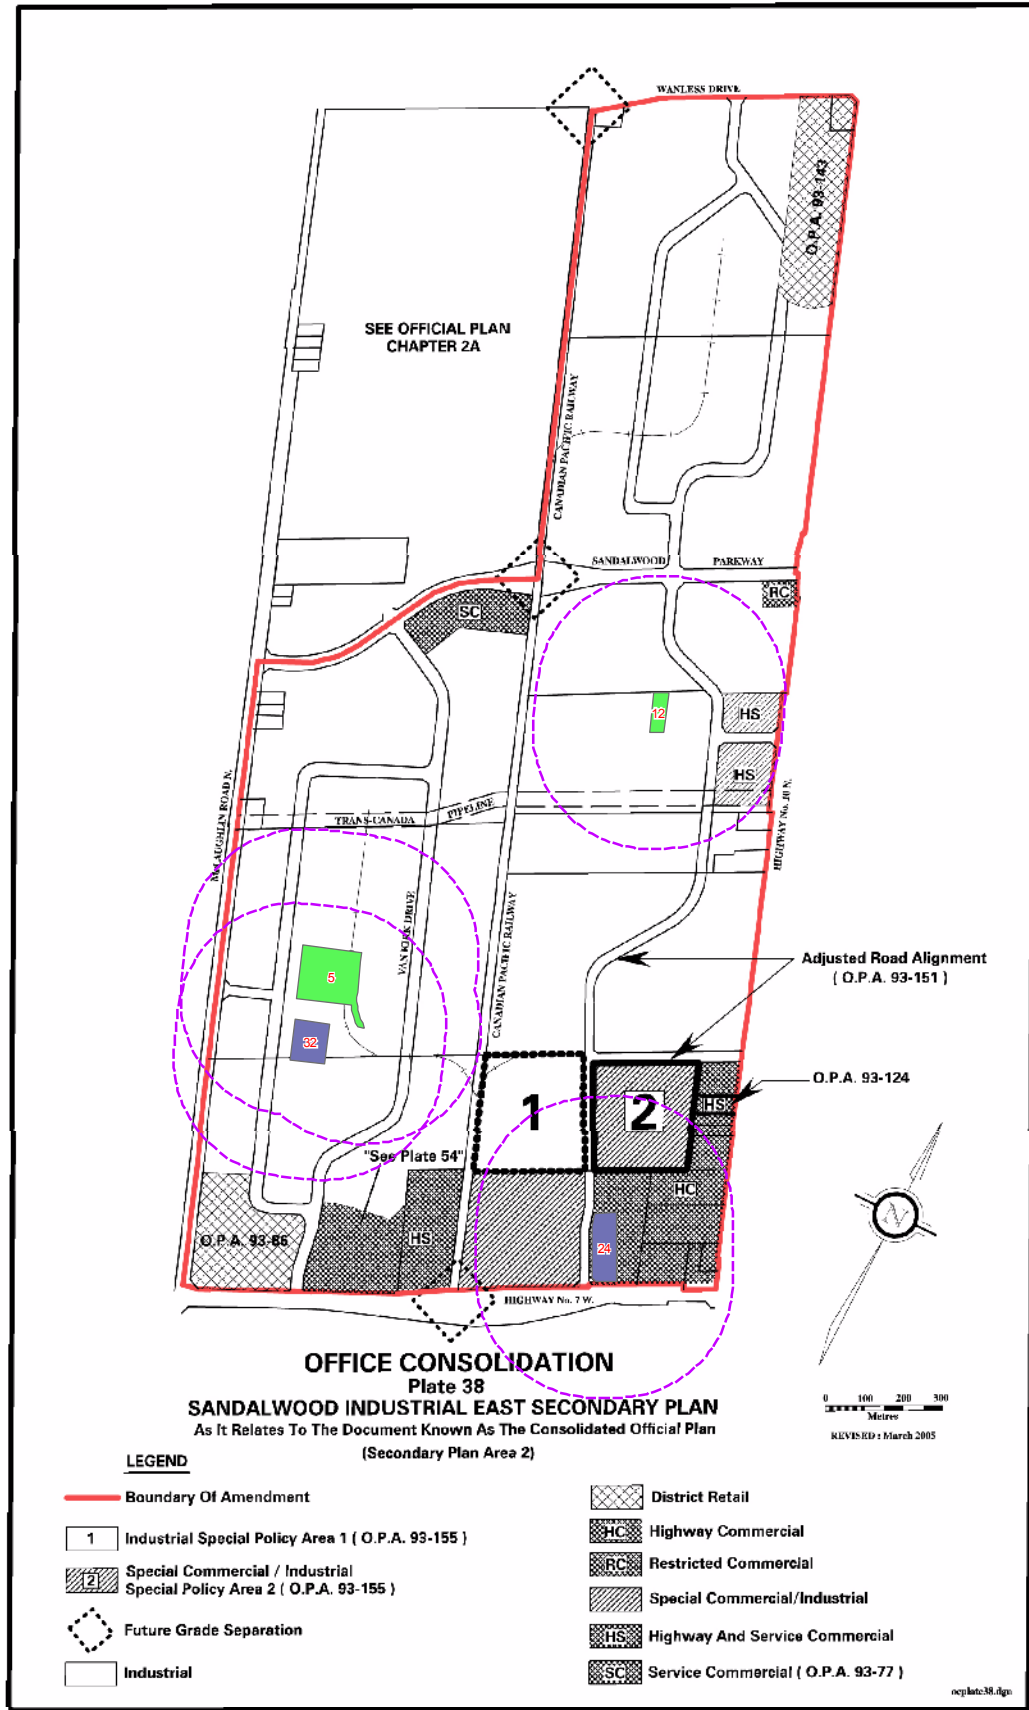 WANLESS DRIVE
O.P.A. 93-143
SEE OFFICIAL PLAN
CHAPTER 2A
CANADIAN PACIFIC RAILWAY
SANDALWOOD PARKWAY
RC
SC
12
HS
HS
McLAUGHLIN ROAD N.
HIGHWAY No. 10 N.
TRANS-CANADA PIPELINE
VAN KIRK DRIVE
CANADIAN PACIFIC RAILWAY
5
32
Adjusted Road Alignment
( O.P.A. 93-151 )
O.P.A. 93-124
1
2
HS
"See Plate 54"
HC
O.P.A. 93-86
HS
24
N
HIGHWAY No. 7 W.
OFFICE CONSOLIDATION
Plate 38
SANDALWOOD INDUSTRIAL EAST SECONDARY PLAN
As It Relates To The Document Known As The Consolidated Official Plan
(Secondary Plan Area 2)
0 100 200 300
Metres
REVISED : March 2005
LEGEND
Boundary Of Amendment
1 Industrial Special Policy Area 1 ( O.P.A. 93-155 )
2 Special Commercial / Industrial
Special Policy Area 2 ( O.P.A. 93-155 )
Future Grade Separation
Industrial
District Retail
HC Highway Commercial
RC Restricted Commercial
Special Commercial/Industrial
HS Highway And Service Commercial
SC Service Commercial ( O.P.A. 93-77 )
ocplate38.dgn